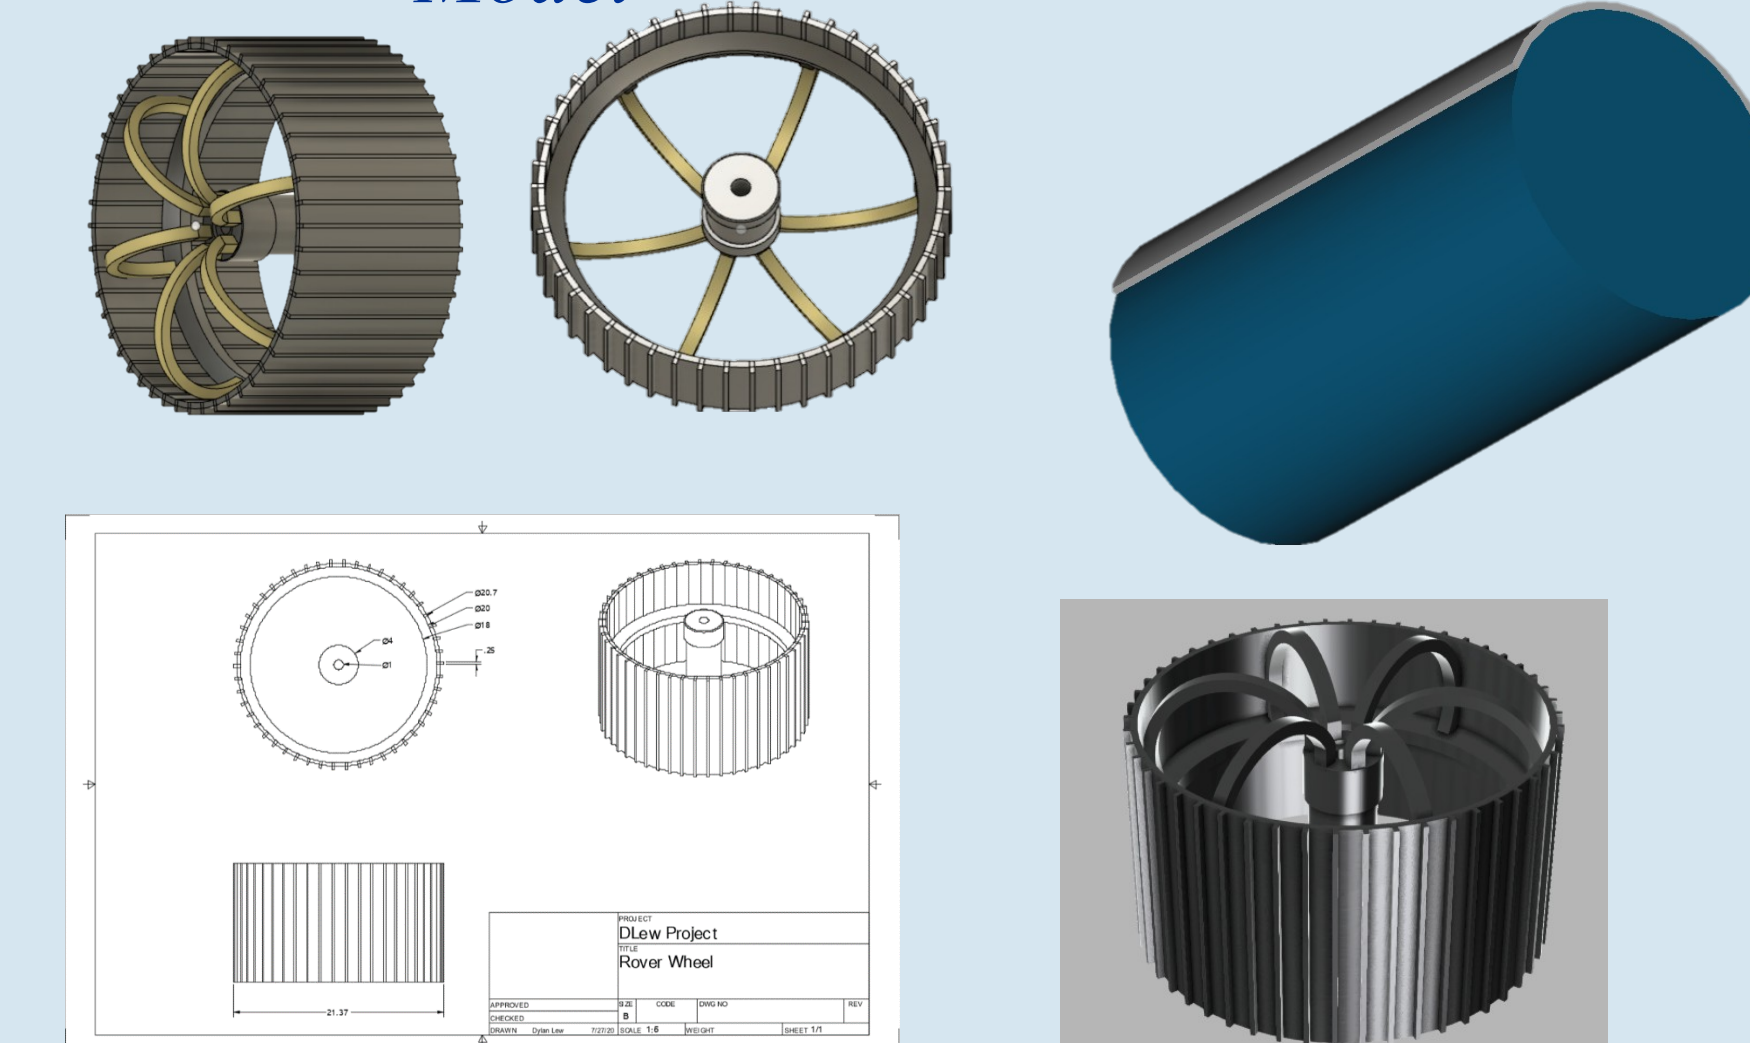 Model
Ø20.7
Ø20
Ø18
Ø4
.25
Ø1
21.37
PROJECT
DLew Project
TITLE
Rover Wheel
APPROVED
SIZE CODE DWG NO REV
CHECKED
B
DRAWN Dylan Lew 7/27/20 SCALE 1:6 WEIGHT SHEET 1/1